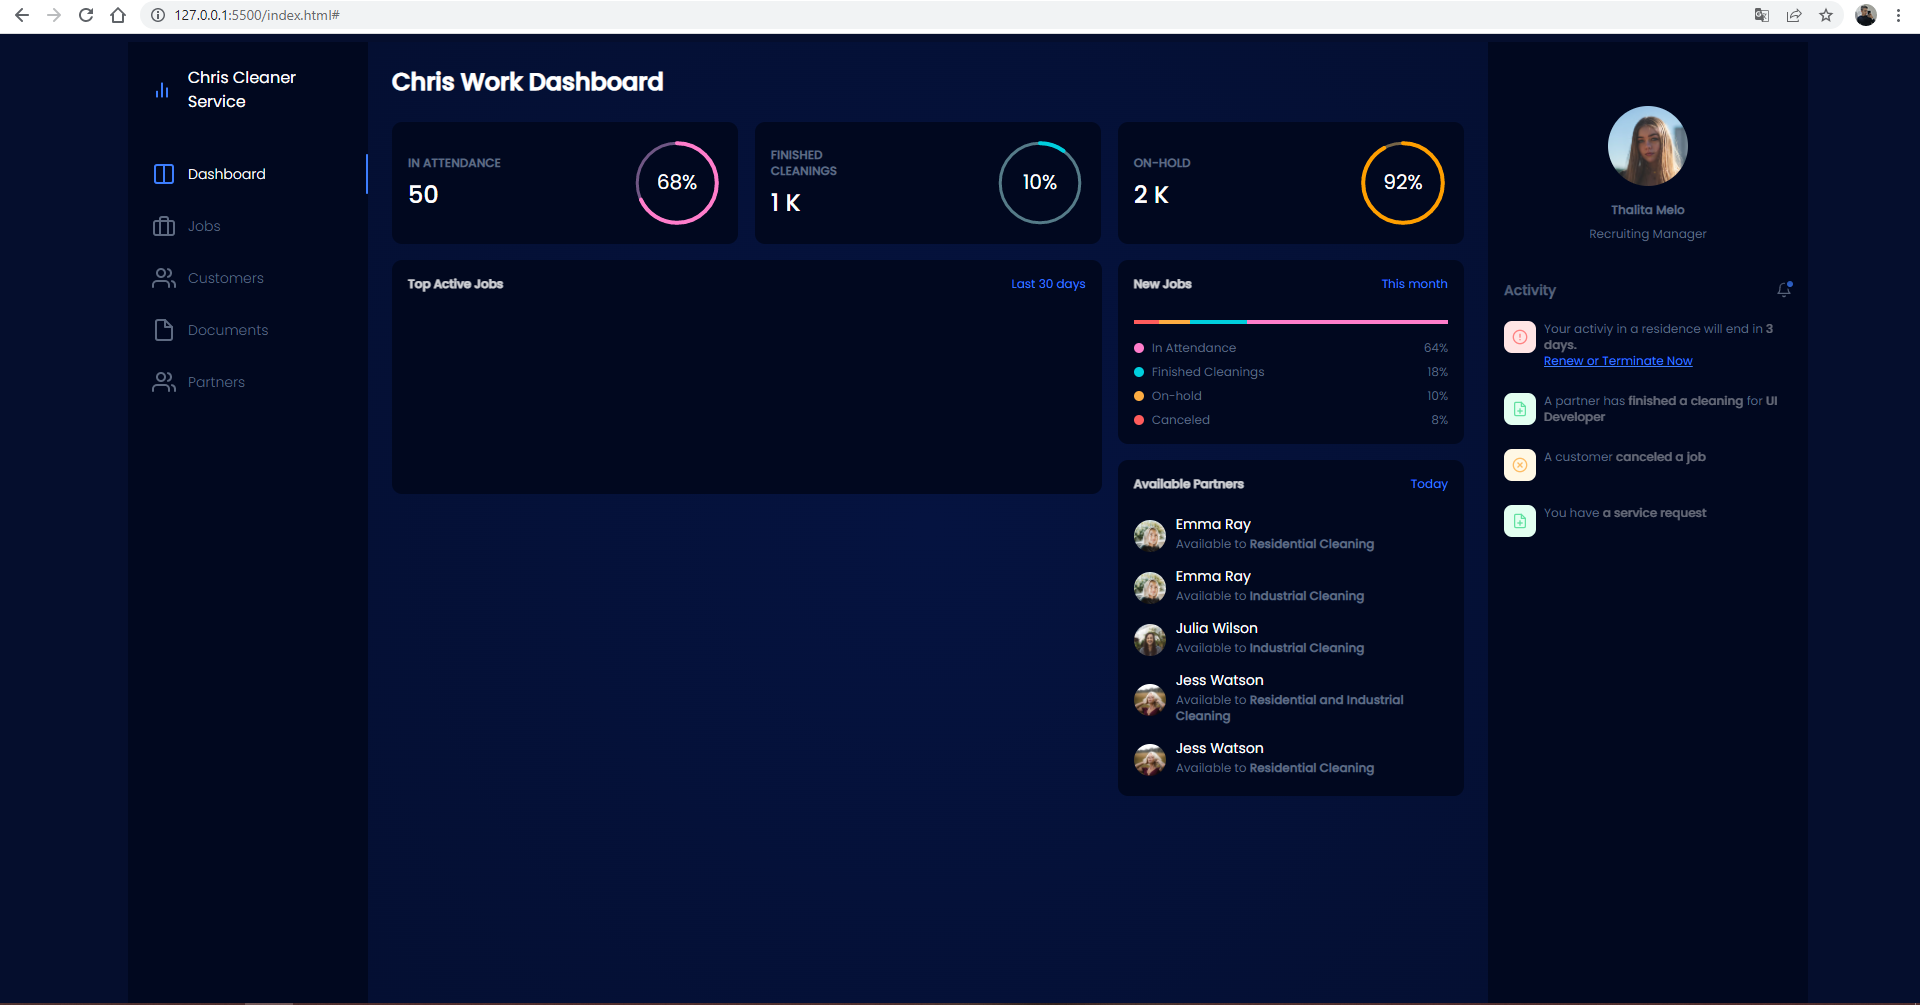 127.0.0.1:5500/index.html#
Chris Cleaner
Service
Dashboard
Jobs
Customers
Documents
Partners
Chris Work Dashboard
IN ATTENDANCE
50
68%
FINISHED
CLEANINGS
1 K
10%
ON-HOLD
2 K
92%
Top Active Jobs
Last 30 days
New Jobs
This month
In Attendance
64%
Finished Cleanings
18%
On-hold
10%
Canceled
8%
Available Partners
Today
Emma Ray
Available to Residential Cleaning
Emma Ray
Available to Industrial Cleaning
Julia Wilson
Available to Industrial Cleaning
Jess Watson
Available to Residential and Industrial
Cleaning
Jess Watson
Available to Residential Cleaning
Thalita Melo
Recruiting Manager
Activity
Your activiy in a residence will end in 3
days.
Renew or Terminate Now
A partner has finished a cleaning for UI
Developer
A customer canceled a job
You have a service request